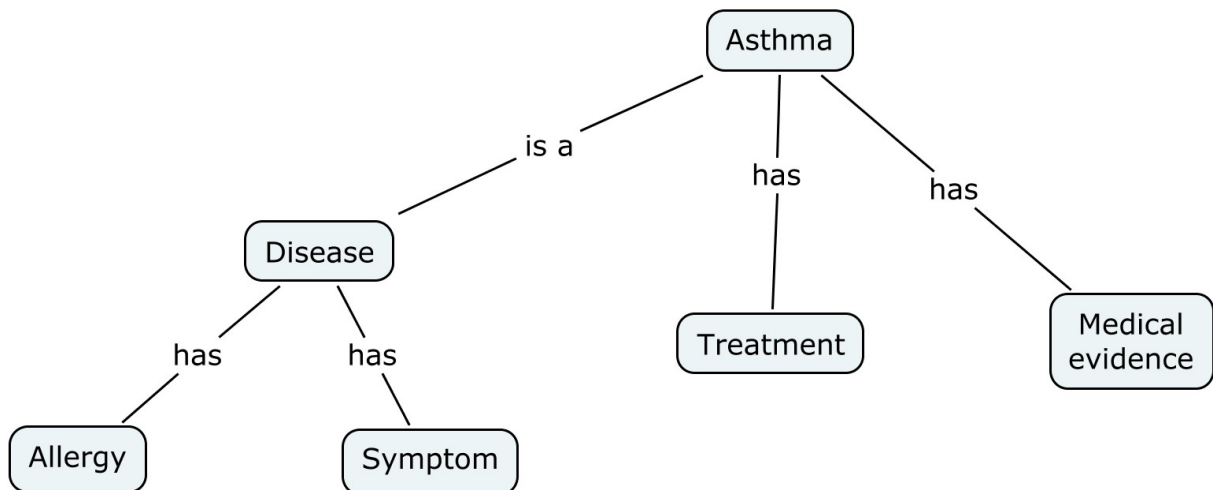 Asthma
is a
has
has
Disease
Treatment
Medical
evidence
has
has
Allergy
Symptom